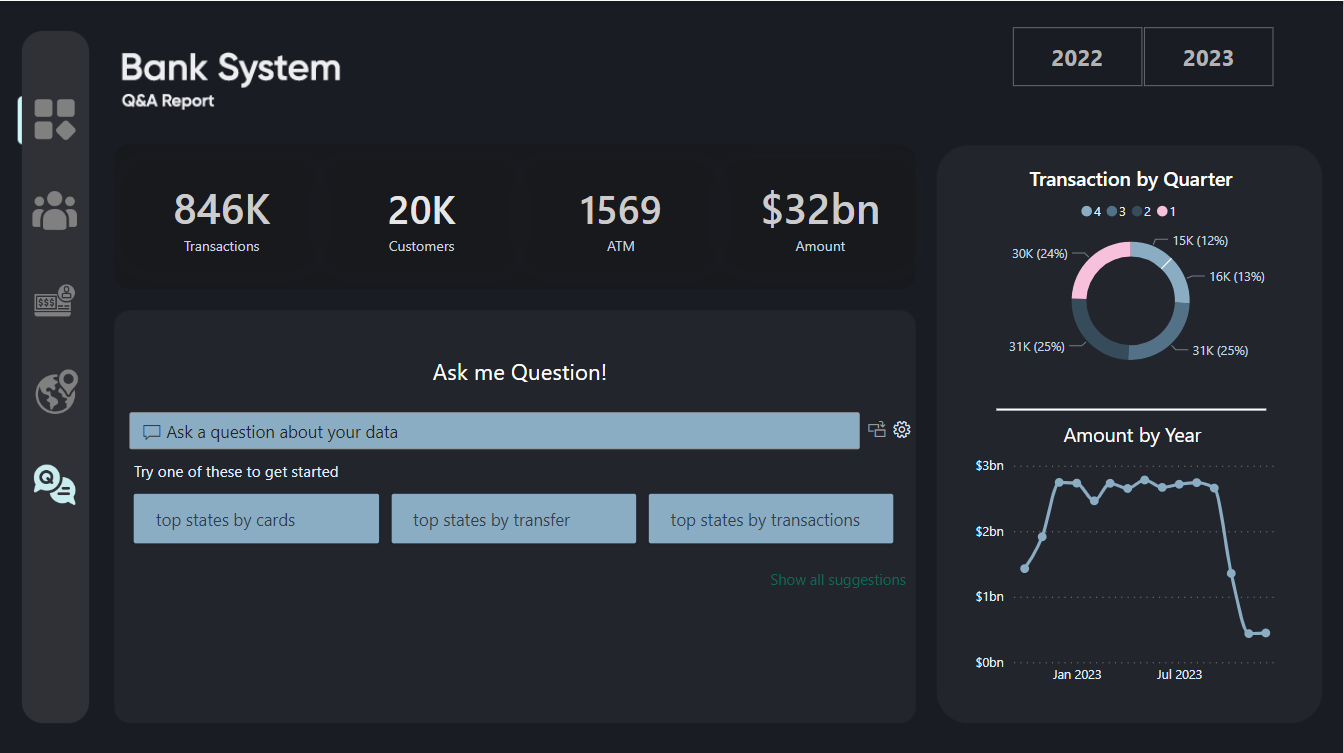 Bank System
Q&A Report
2022
2023
846K
Transactions
20K
Customers
1569
ATM
$32bn
Amount
Ask me Question!
Ask a question about your data
Try one of these to get started
top states by cards
top states by transfer
top states by transactions
Show all suggestions
Transaction by Quarter
4 3 2 1
15K (12%)
30K (24%)
16K (13%)
31K (25%)
31K (25%)
Amount by Year
$3bn
$2bn
$1bn
$0bn
Jan 2023
Jul 2023
$$$
Q